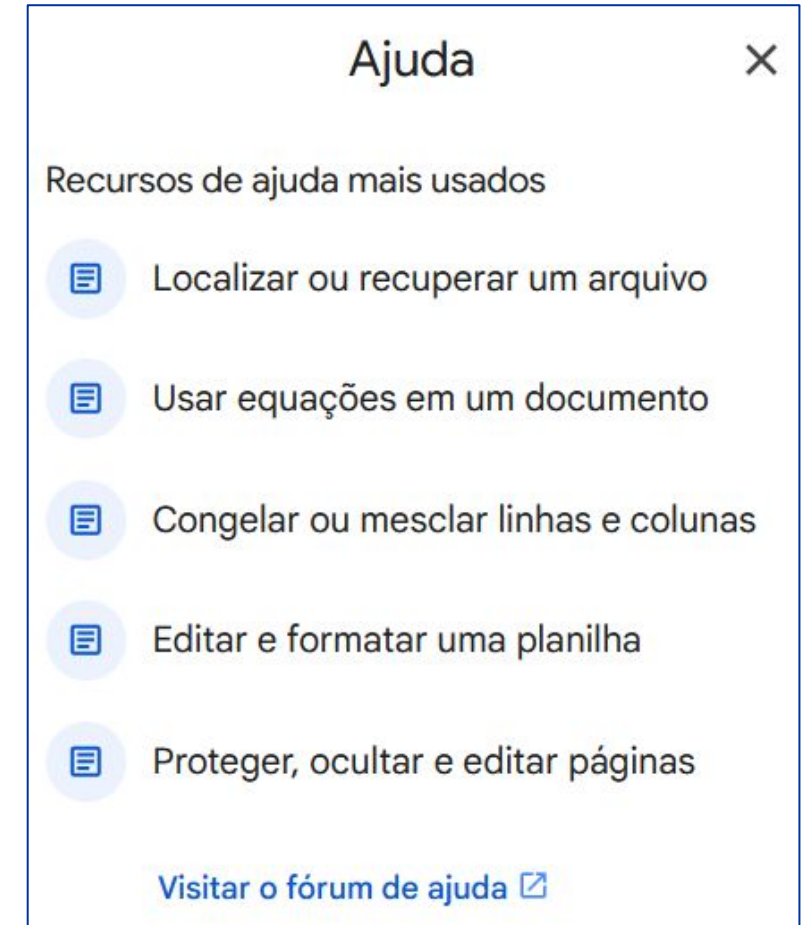 Ajuda
Recursos de ajuda mais usados
Localizar ou recuperar um arquivo
Usar equações em um documento
Congelar ou mesclar linhas e colunas
Editar e formatar uma planilha
Proteger, ocultar e editar páginas
Visitar o fórum de ajuda